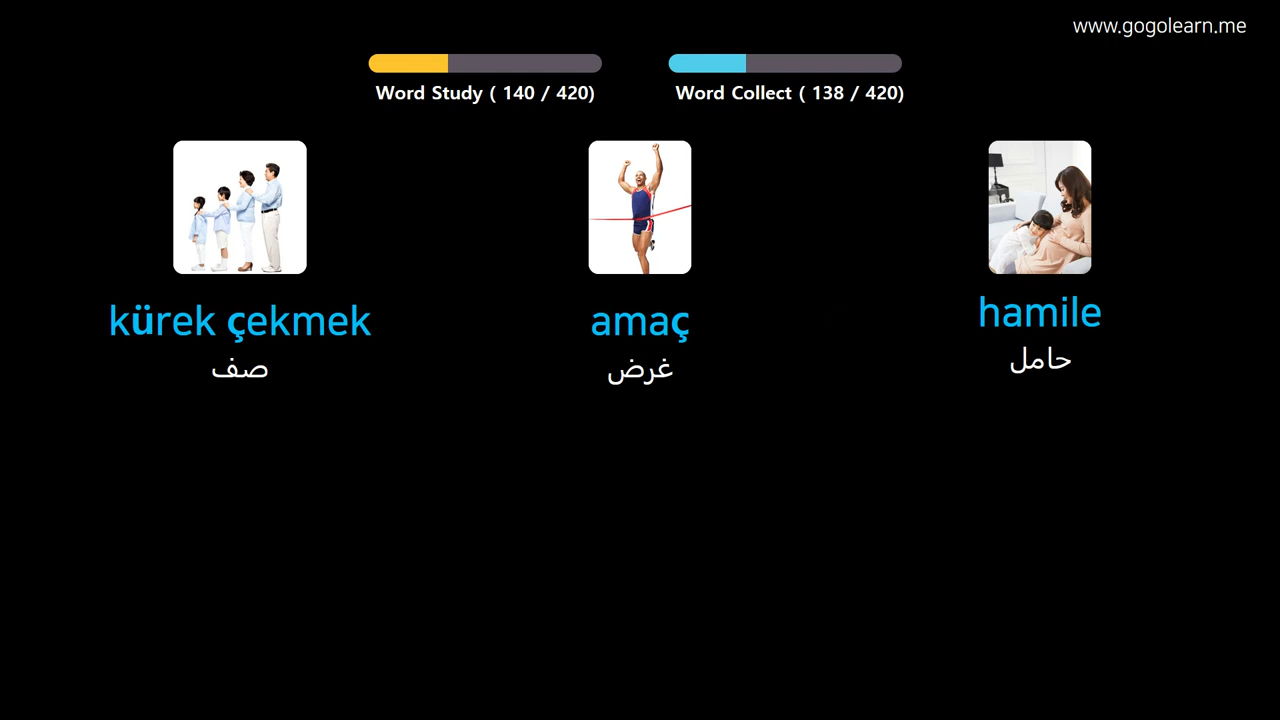 www.gogolearn.me
Word Study ( 140 / 420)
Word Collect ( 138 / 420)
kürek çekmek
صف
amaç
غرض
hamile
حامل